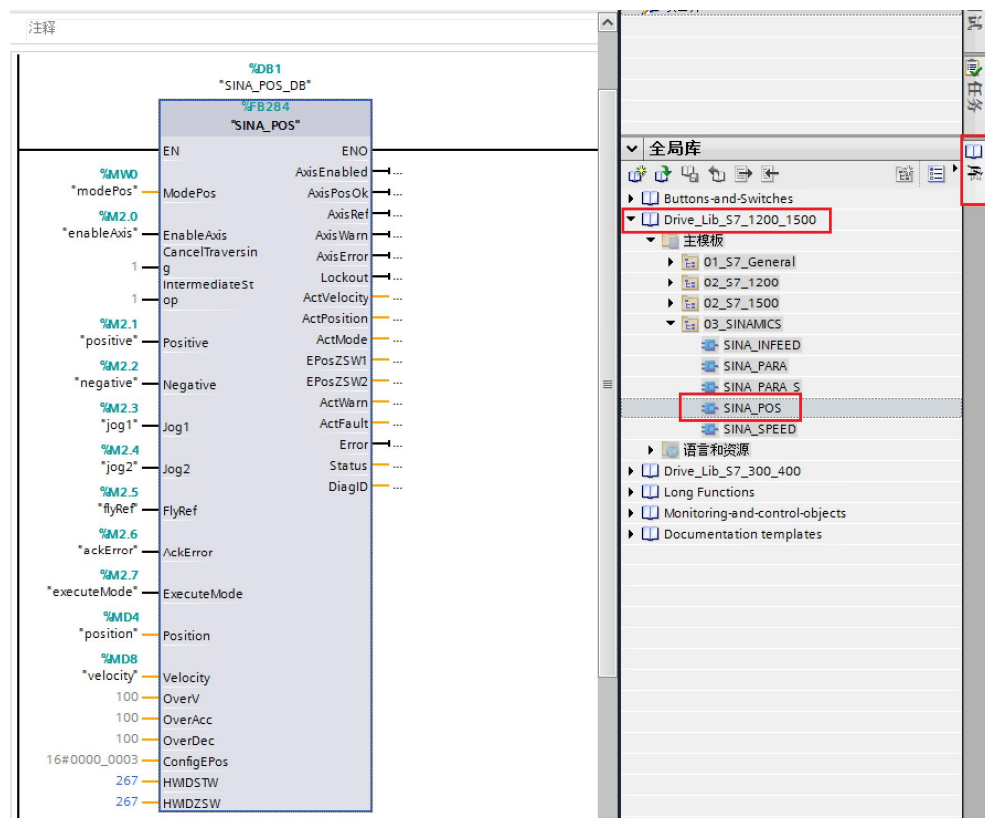 注释
%DB1
"SINA_POS_DB"
%FB284
"SINA_POS"
EN
ENO
%MW0
"modePos"
ModePos
%M2.0
"enableAxis"
EnableAxis
CancelTraversin
g
1
IntermediateSt
op
1
%M2.1
"positive"
Positive
%M2.2
"negative"
Negative
%M2.3
"jog1"
Jog1
%M2.4
"jog2"
Jog2
%M2.5
"flyRef"
FlyRef
%M2.6
"ackError"
AckError
%M2.7
"executeMode"
ExecuteMode
%MD4
"position"
Position
%MD8
"velocity"
Velocity
100
OverV
100
OverAcc
100
OverDec
16#0000_0003
ConfigEPos
267
HWIDSTW
267
HWIDZSW
AxisEnabled
...
AxisPosOk
...
AxisRef
...
AxisWarn
...
AxisError
...
Lockout
...
ActVelocity
...
ActPosition
...
ActMode
...
EPosZSW1
...
EPosZSW2
...
ActWarn
...
ActFault
...
Error
...
Status
...
DiagID
...
全局库
Buttons-and-Switches
Drive_Lib_S7_1200_1500
主模板
01_S7_General
02_S7_1200
02_S7_1500
03_SINAMICS
SINA_INFEED
SINA_PARA
SINA_PARA_S
SINA_POS
SINA_SPEED
语言和资源
Drive_Lib_S7_300_400
Long Functions
Monitoring-and-control-objects
Documentation templates
任务
库